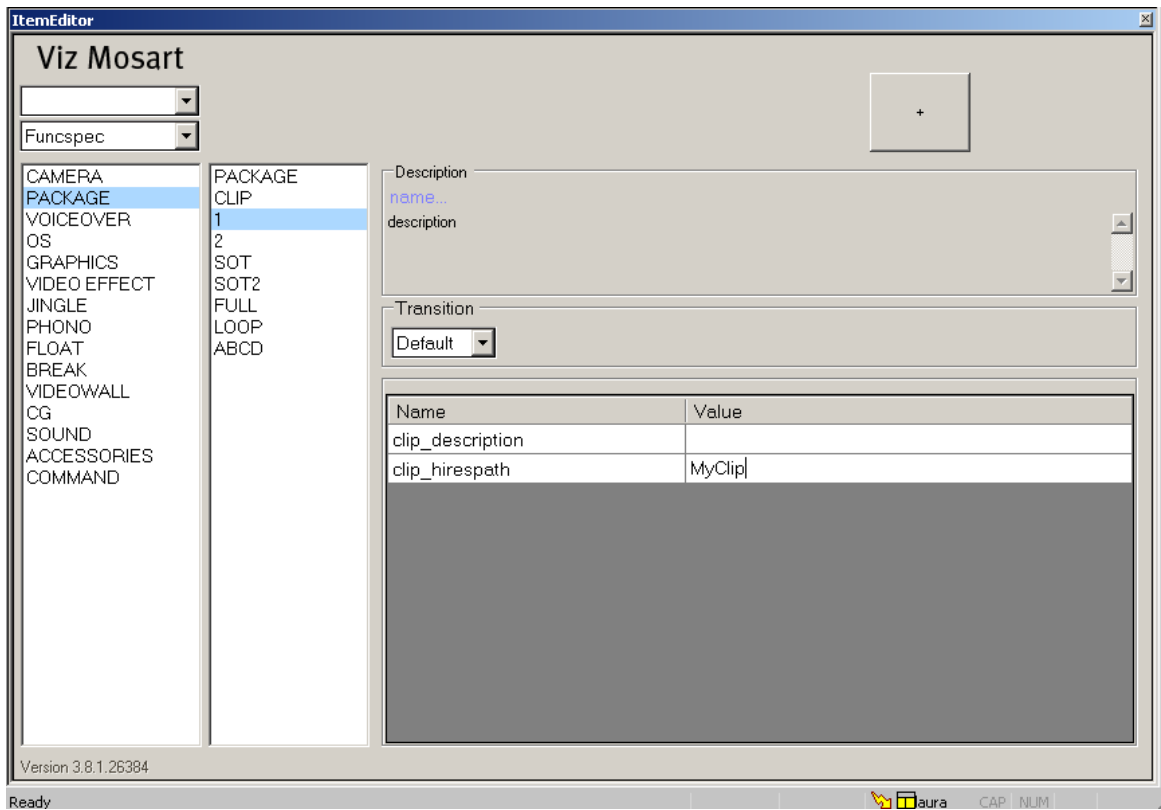 ItemEditor
Viz Mosart
+
Funcspec
CAMERA
PACKAGE
VOICEOVER
OS
GRAPHICS
VIDEO EFFECT
JINGLE
PHONO
FLOAT
BREAK
VIDEOWALL
CG
SOUND
ACCESSORIES
COMMAND
PACKAGE
CLIP
1
2
SOT
SOT2
FULL
LOOP
ABCD
Description
name...
description
Transition
Default
Name Value
clip_description
clip_hirespath MyClip
Version 3.8.1.26384
Ready aura CAP NUM